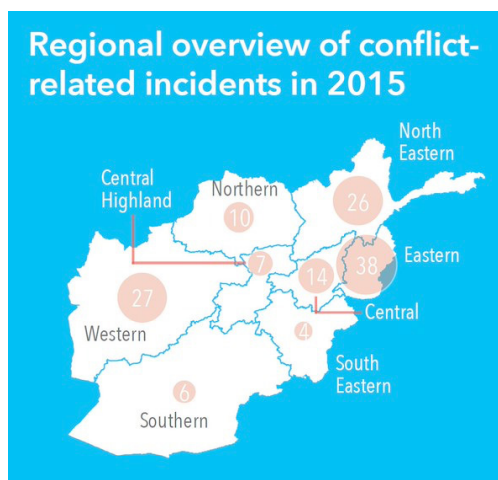 Regional overview of conflict-
related incidents in 2015
North
Eastern
Central
Highland
Northern
10
26
7
14
38
Eastern
27
Central
Western
4
South
Eastern
6
Southern